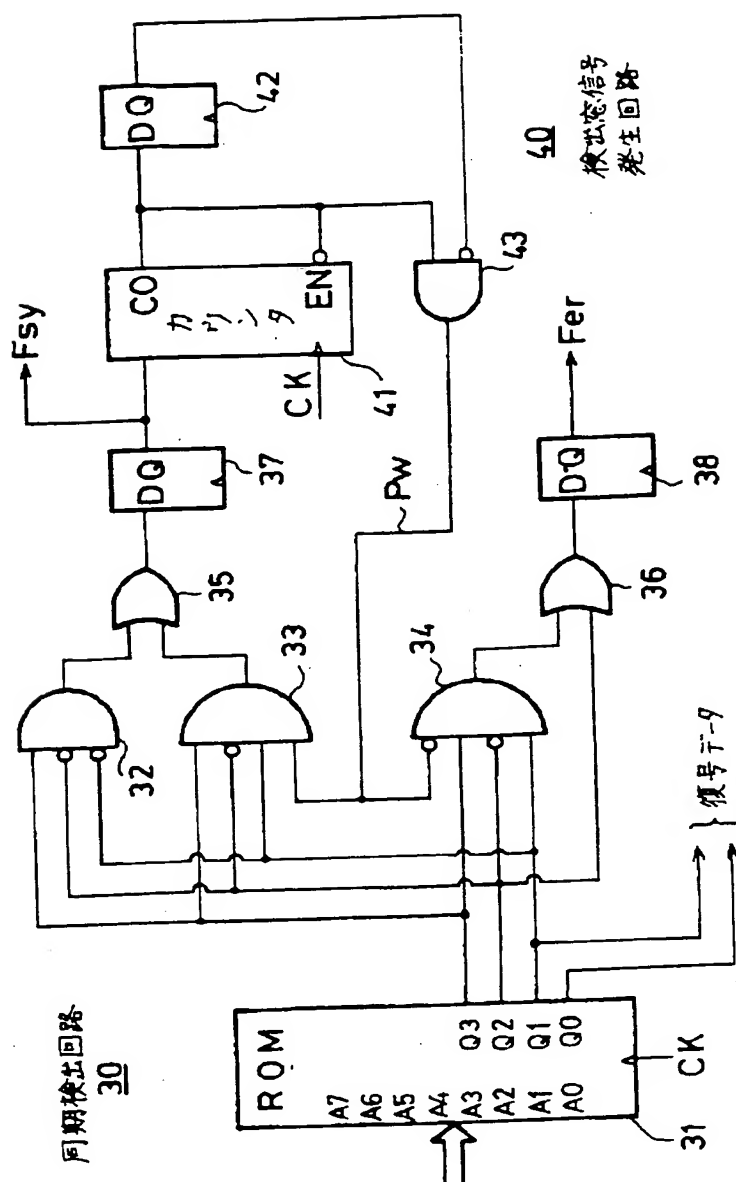 同期検出回路
30
ROM
A7
A6
A5
A4
A3
A2
A1
A0
Q3
Q2
Q1
Q0
CK
31
32
33
34
35
36
DQ
37
Fsy
DQ
38
Fer
CO
カウンタ
EN
CK
41
DQ
42
43
PW
40
検出窓信号
発生回路
復号データ